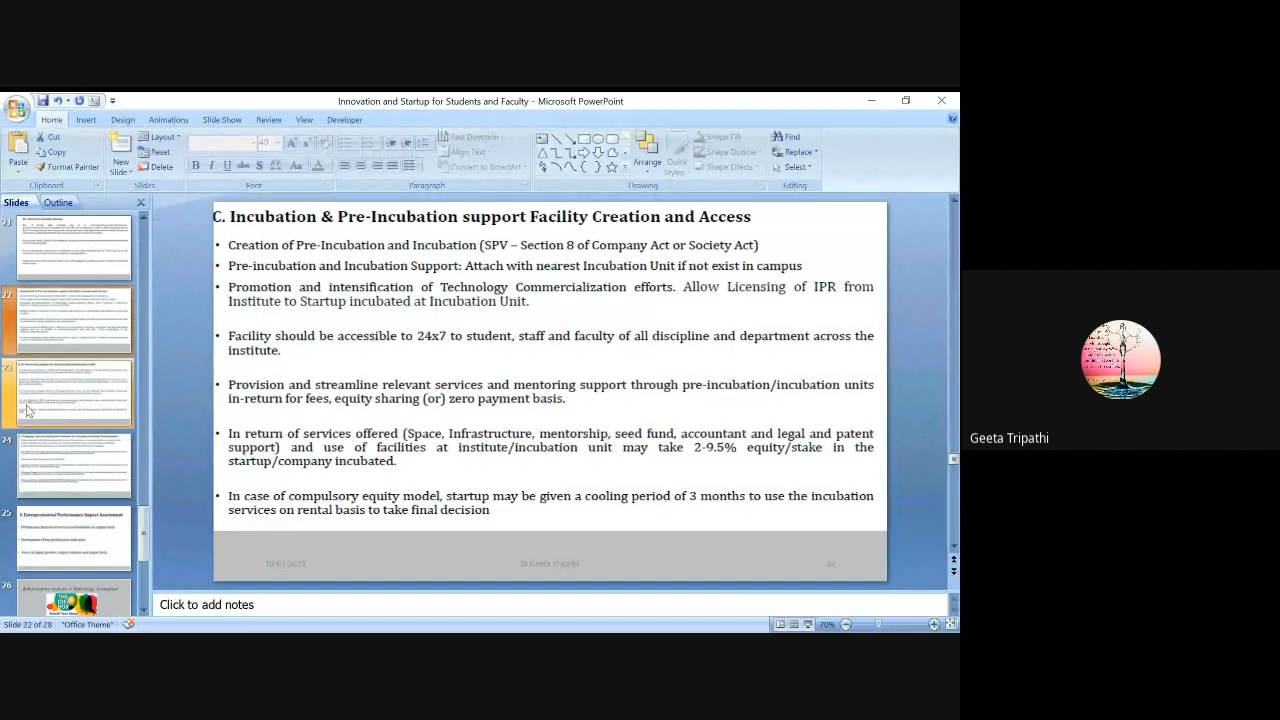 Innovation and Startup for Students and Faculty - Microsoft PowerPoint
Home Insert Design Animations Slide Show Review View Developer
Cut
Copy
Format Painter
Paste
Clipboard
New
Slide
Layout
Reset
Delete
Slides
40
Font
Text Direction
Align Text
Convert to SmartArt
Paragraph
Arrange
Quick
Styles
Shape Fill
Shape Outline
Shape Effects
Drawing
Find
Replace
Select
Editing
Slides Outline
21
22
23
24
25
26
C. Incubation & Pre-Incubation support Facility Creation and Access
Creation of Pre-Incubation and Incubation (SPV – Section 8 of Company Act or Society Act)
• Pre-incubation and Incubation Support: Attach with nearest Incubation Unit if not exist in campus
• Promotion and intensification of Technology Commercialization efforts. Allow Licensing of IPR from
Institute to Startup incubated at Incubation Unit.
• Facility should be accessible to 24x7 to student, staff and faculty of all discipline and department across the
institute.
• Provide and streamline relevant services and mentoring support through pre-incubation/incubation units
in-return for fees, equity sharing (or) zero payment basis.
• In return of services offered (Space, Infrastructure, mentorship, seed fund, accountant and legal and patent
support) and use of facilities at institute/incubation unit may take 2-9.5% equity/stake in the
startup/company incubated.
• In case of compulsory equity model, startup may be given a cooling period of 3 months to use the incubation
services on rental basis to take final decision
Dr Geeta Tripathi
22
Click to add notes
Slide 22 of 28 "Office Theme" 70%
Geeta Tripathi